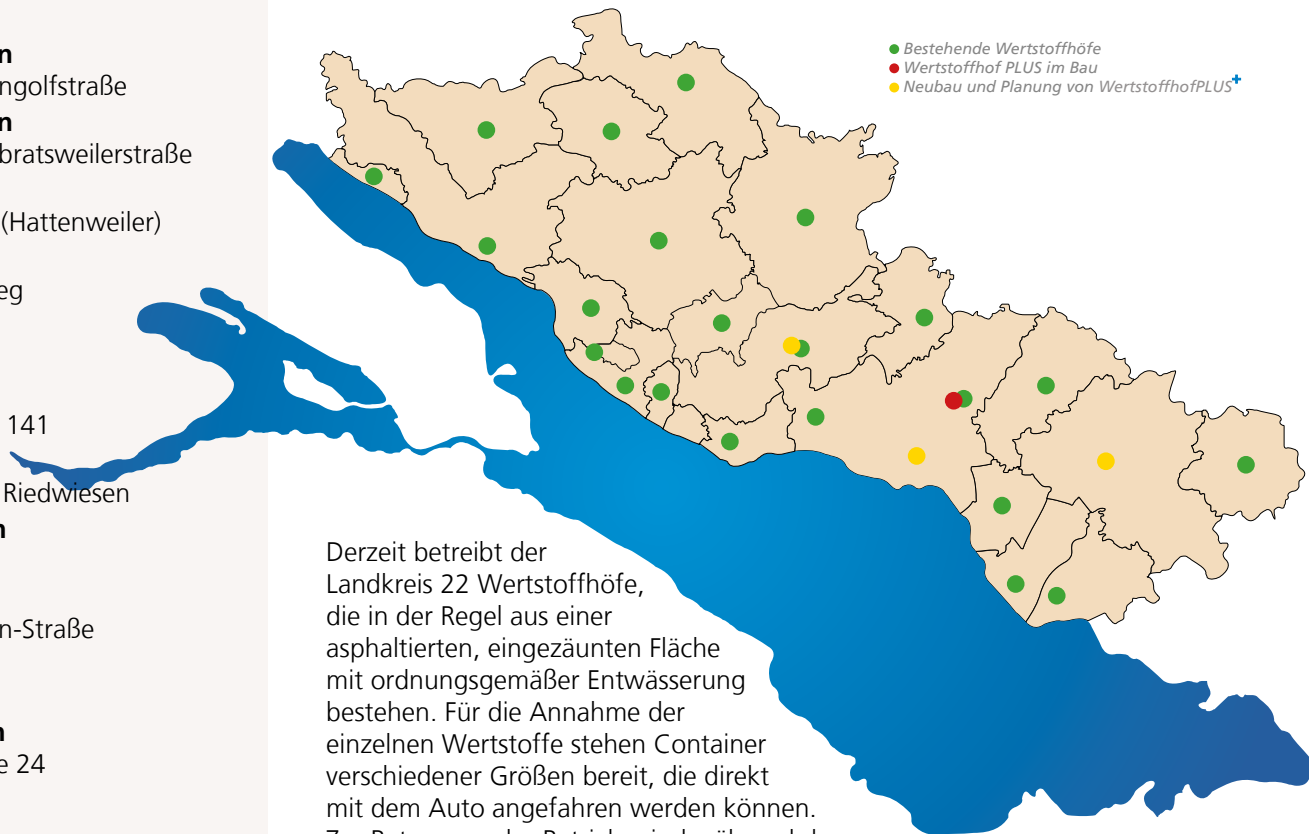 n
ngolfstraße
n
bratsweilerstraße
(Hattenweiler)
eg
141
Riedwiesen
n
n-Straße
n
e 24
Bestehende Wertstoffhöfe
Wertstoffhof PLUS im Bau
Neubau und Planung von WertstoffhofPLUS+
Derzeit betreibt der
Landkreis 22 Wertstoffhöfe,
die in der Regel aus einer
asphaltierten, eingezäunten Fläche
mit ordnungsgemäßer Entwässerung
bestehen. Für die Annahme der
einzelnen Wertstoffe stehen Container
verschiedener Größen bereit, die direkt
mit dem Auto angefahren werden können.